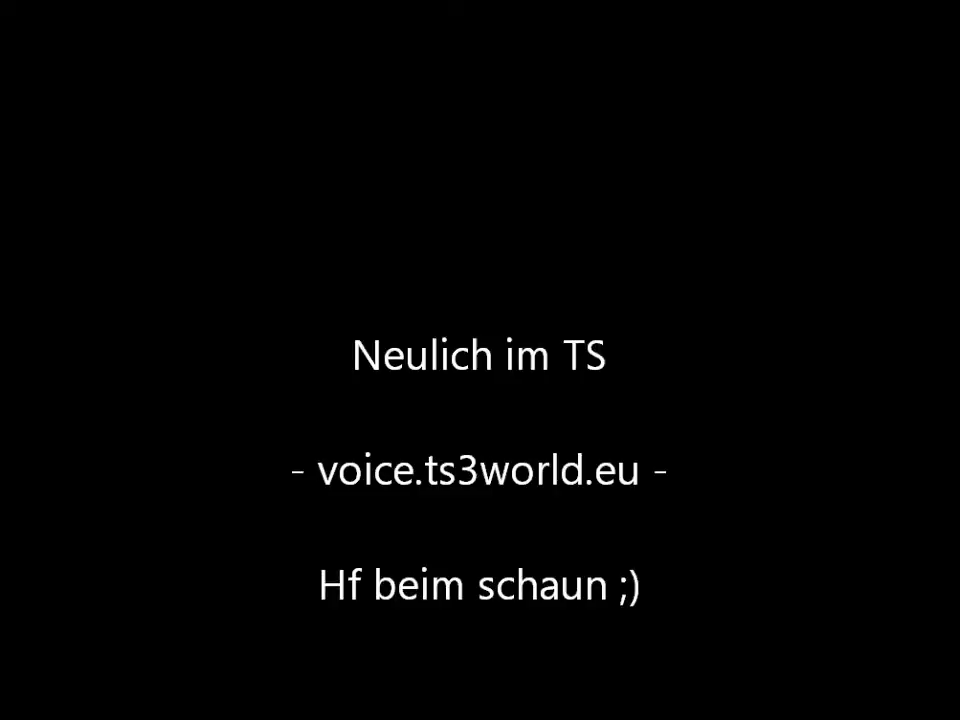 Neulich im TS
- voice.ts3world.eu -
Hf beim schaun ;)